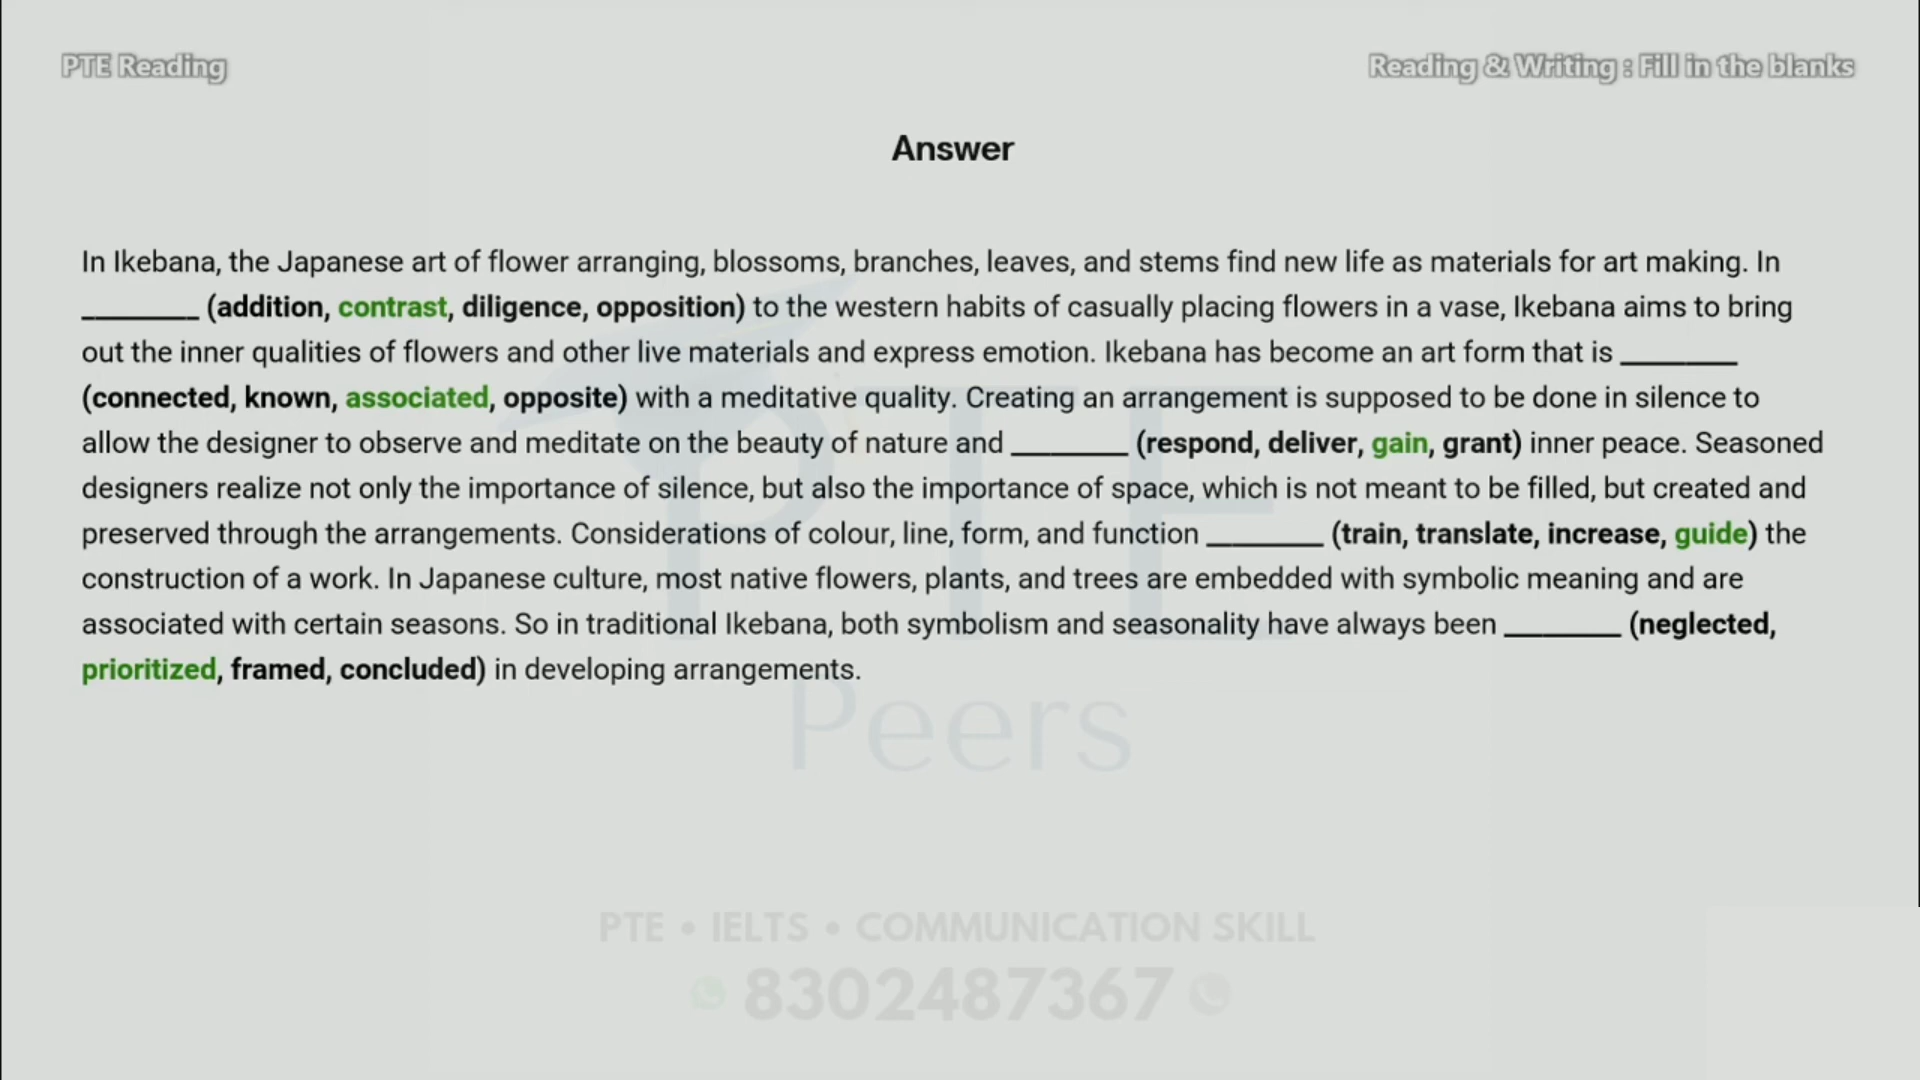 PTE Reading
Reading & Writing : Fill in the blanks
Answer
In Ikebana, the Japanese art of flower arranging, blossoms, branches, leaves, and stems find new life as materials for art making. In
________ (addition, contrast, diligence, opposition) to the western habits of casually placing flowers in a vase, Ikebana aims to bring
out the inner qualities of flowers and other live materials and express emotion. Ikebana has become an art form that is ________
(connected, known, associated, opposite) with a meditative quality. Creating an arrangement is supposed to be done in silence to
allow the designer to observe and meditate on the beauty of nature and ________ (respond, deliver, gain, grant) inner peace. Seasoned
designers realize not only the importance of silence, but also the importance of space, which is not meant to be filled, but created and
preserved through the arrangements. Considerations of colour, line, form, and function ________ (train, translate, increase, guide) the
construction of a work. In Japanese culture, most native flowers, plants, and trees are embedded with symbolic meaning and are
associated with certain seasons. So in traditional Ikebana, both symbolism and seasonality have always been ________ (neglected,
prioritized, framed, concluded) in developing arrangements.
PTE
Peers
PTE • IELTS • COMMUNICATION SKILL
8302487367